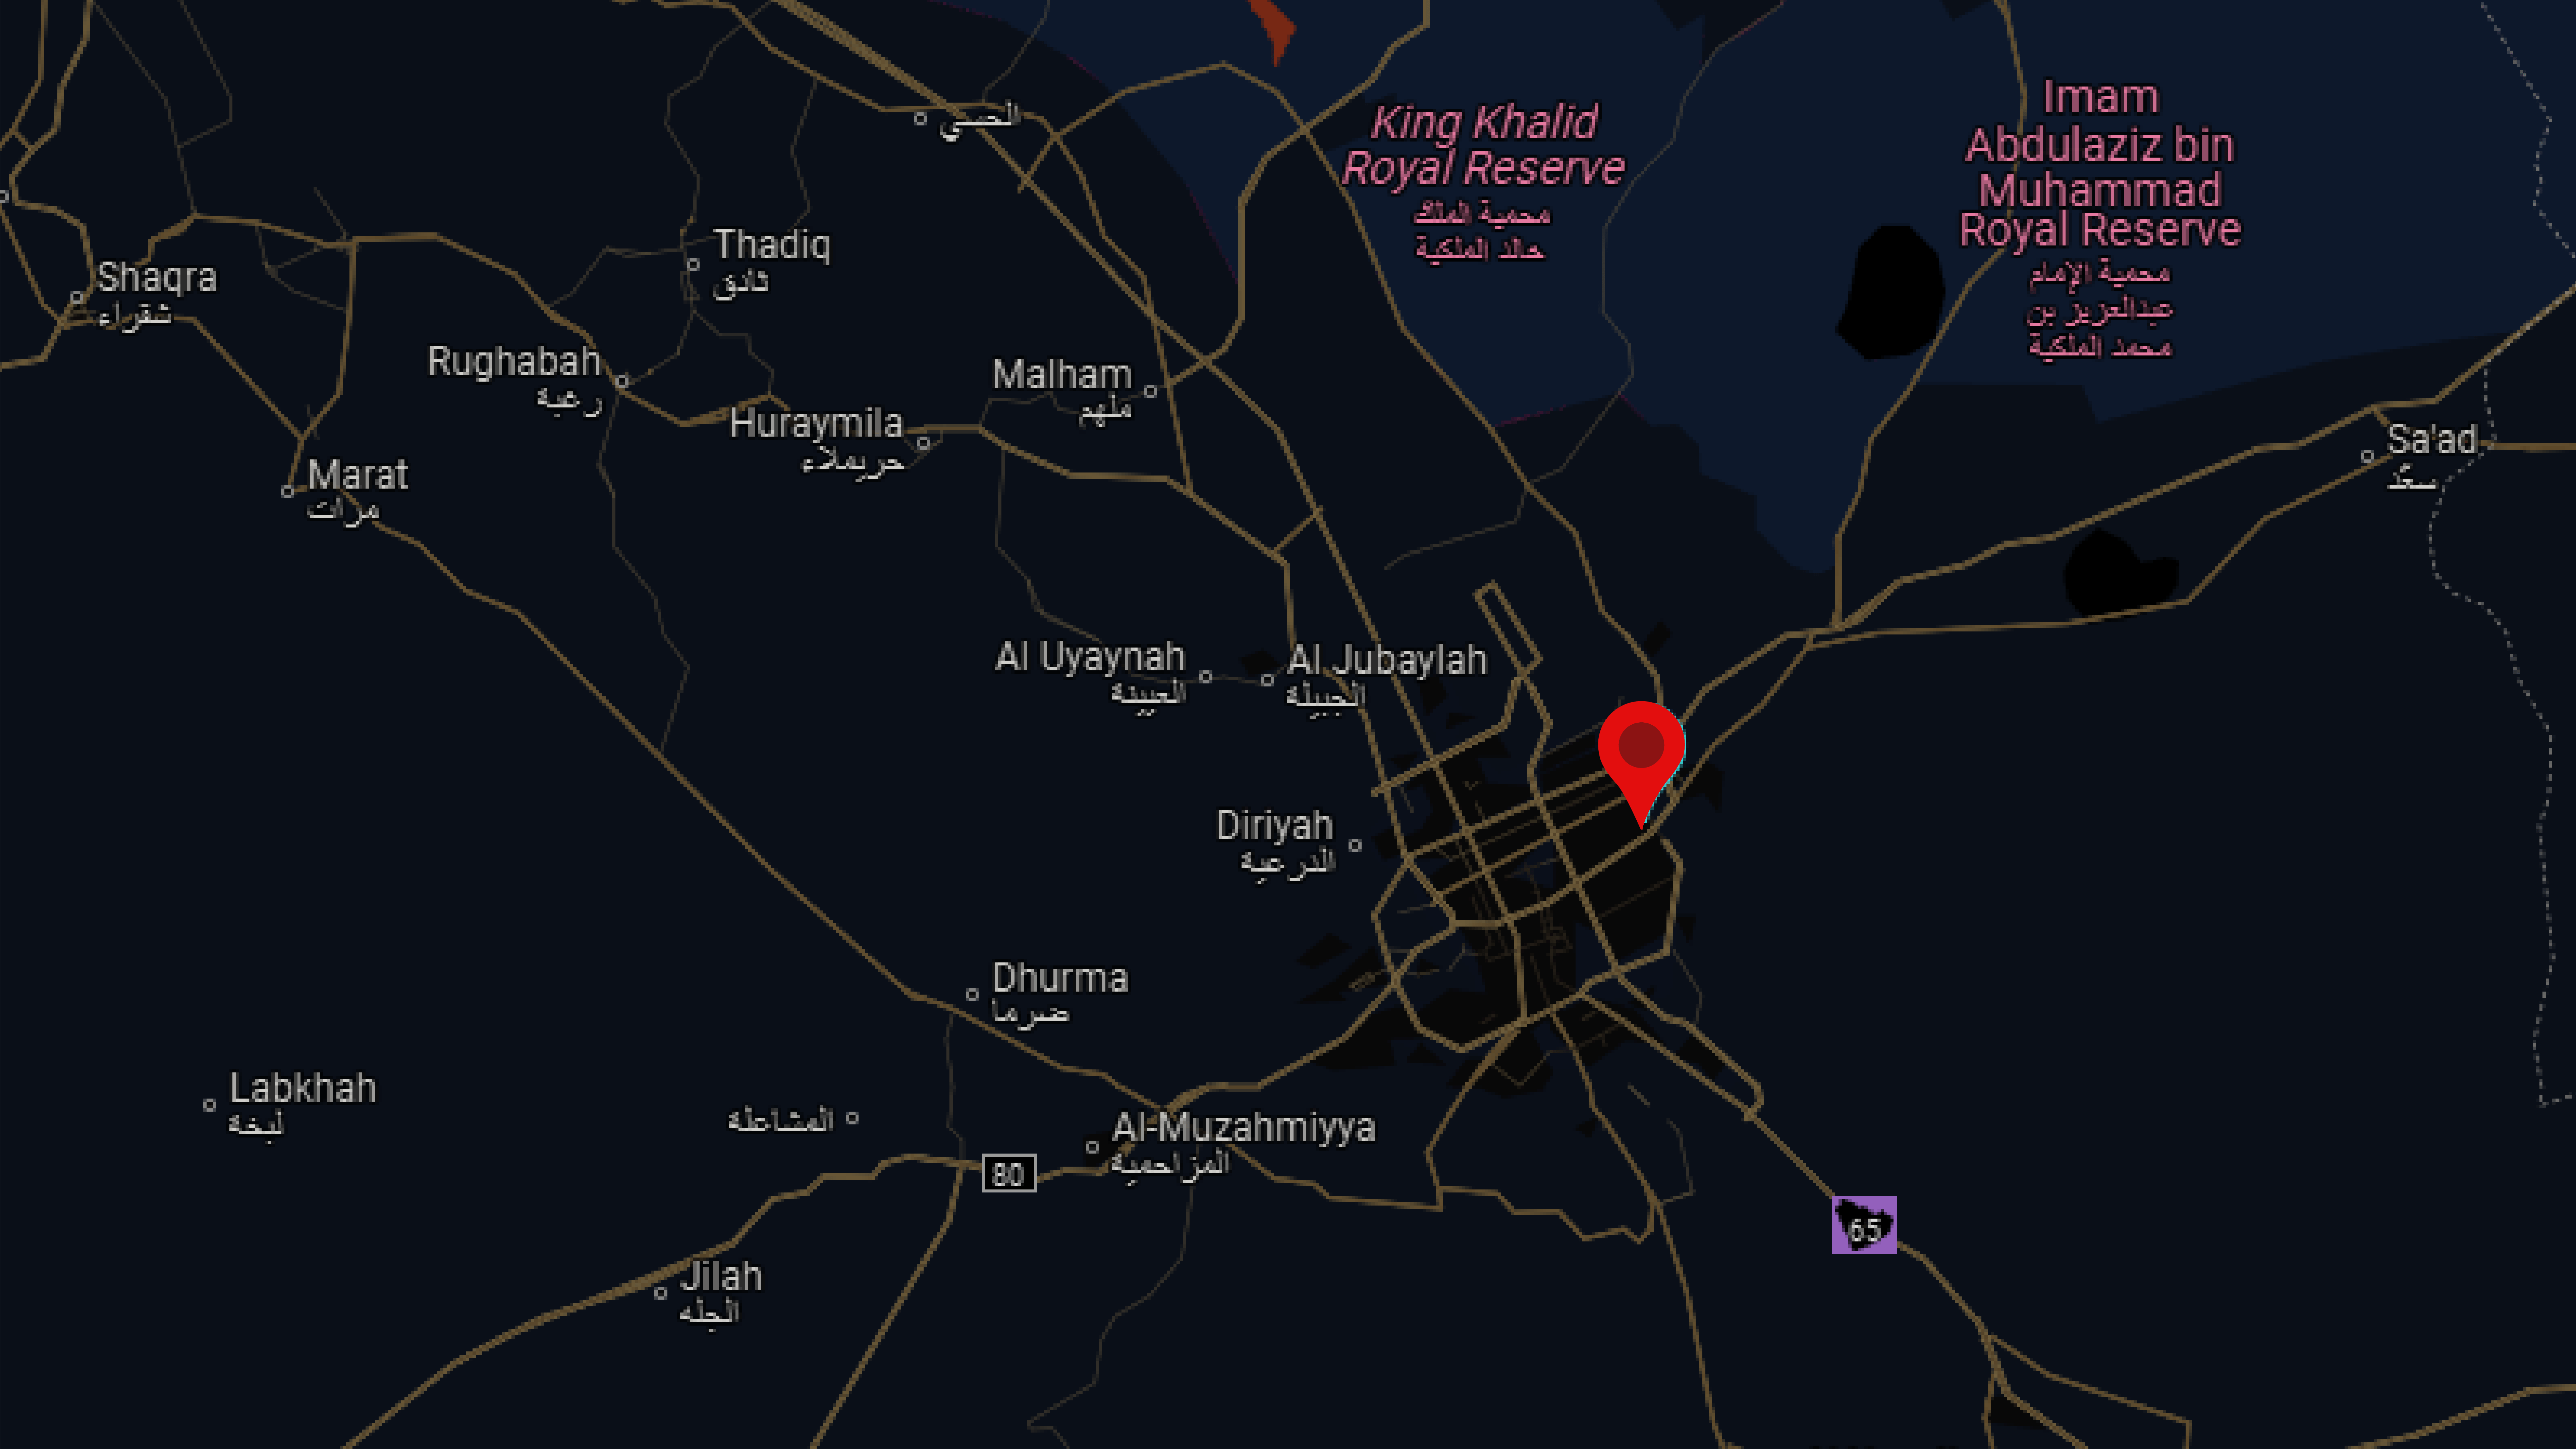 الحسي
King Khalid
Royal Reserve
محمية الملك
خالد الملكية
Imam
Abdulaziz bin
Muhammad
Royal Reserve
محمية الإمام
عبدالعزيز بن
محمد الملكية
Thadiq
ثادق
Shaqra
شقراء
Rughabah
رغبة
Malham
ملهم
Huraymila
حريملاء
Sa'ad
سعّد
Marat
مرات
Al Uyaynah
العيينة
Al Jubaylah
الجبيلة
Diriyah
الدرعية
Dhurma
ضرما
Labkhah
لبخة
المشاطة
Al-Muzahmiyya
المزاحمية
80
65
Jilah
الجله